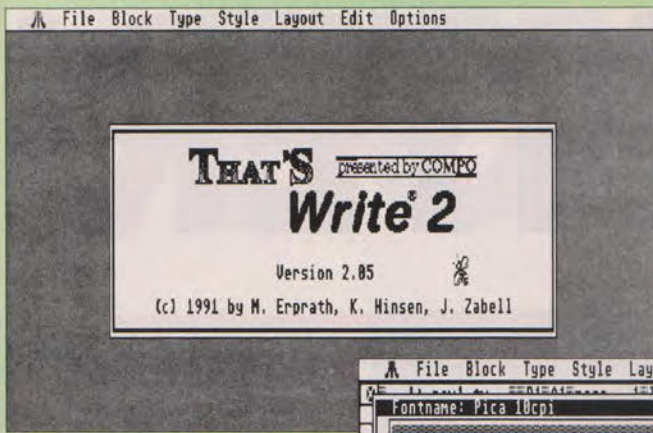 File Block Type Style Layout Edit Options
THAT'S presented by COMPO
Write® 2
Version 2.05
(c) 1991 by M. Erprath, K. Hinsen, J. Zabell
File Block Type Style Lay
Fontname: Pica 10cpi